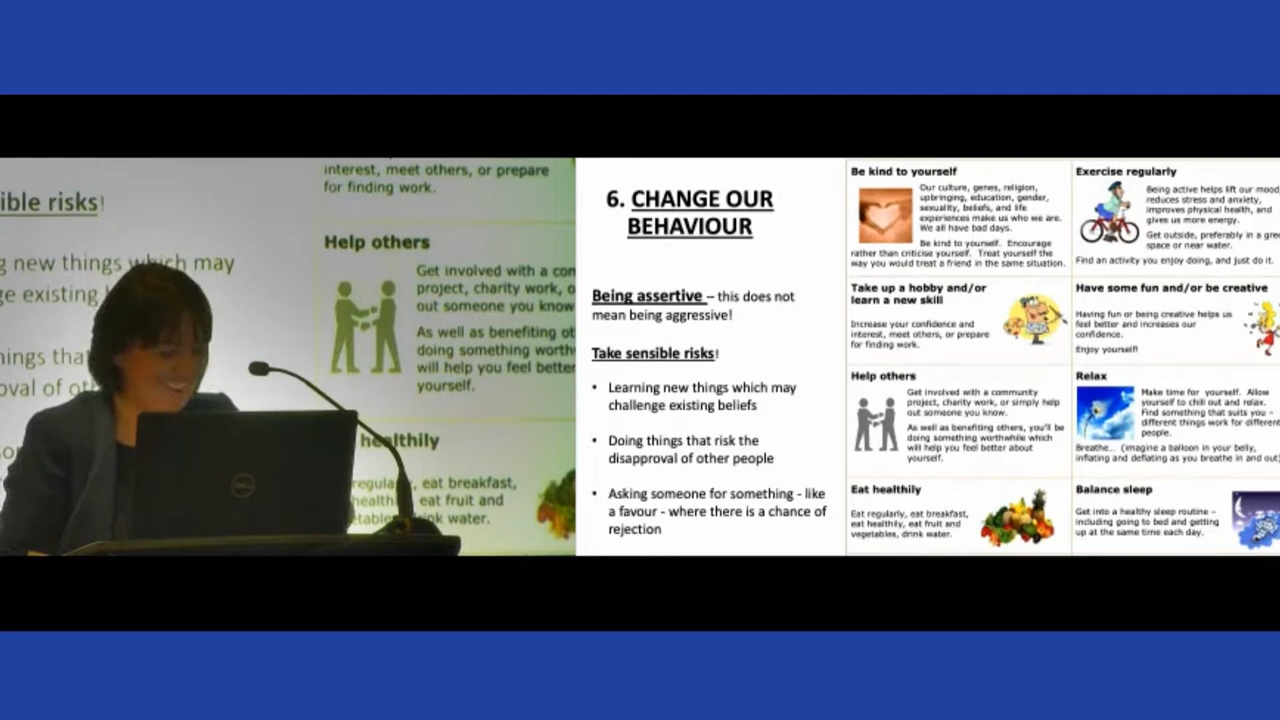 interest, meet others, or prepare
for finding work.
ible risks!
Help others
g new things which may
ge existing
Get involved with a con
project, charity work, o
out someone you know
As well as benefiting ot
doing something worth
will help you feel better
yourself.
hings that
oval of ot
healthily
regular, eat breakfast,
health eat fruit and
etable ink water.
DELL
6. CHANGE OUR
BEHAVIOUR
Being assertive – this does not
mean being aggressive!
Take sensible risks!
• Learning new things which may
challenge existing beliefs
• Doing things that risk the
disapproval of other people
• Asking someone for something - like
a favour - where there is a chance of
rejection
Be kind to yourself
Our culture, genes, religion,
upbringing, education, gender,
sexuality, beliefs, and life
experiences make us who we are.
We all have bad days.
Be kind to yourself. Encourage
rather than criticise yourself. Treat yourself the
way you would treat a friend in the same situation.
Exercise regularly
Being active helps lift our mood,
reduces stress and anxiety,
improves physical health, and
gives us more energy.
Get outside, preferably in a gree
space or near water.
Find an activity you enjoy doing, and just do it.
Take up a hobby and/or
learn a new skill
Increase your confidence and
interest, meet others, or prepare
for finding work.
Have some fun and/or be creative
Having fun or being creative helps us
feel better and increases our
confidence.
Enjoy yourself!
Help others
Get involved with a community
project, charity work, or simply help
out someone you know.
As well as benefiting others, you'll be
doing something worthwhile which
will help you feel better about
yourself.
Relax
Make time for yourself. Allow
yourself to chill out and relax.
Find something that suits you –
different things work for different
people.
Breathe... (imagine a balloon in your belly,
inflating and deflating as you breathe in and out)
Eat healthily
Eat regularly, eat breakfast,
eat healthily, eat fruit and
vegetables, drink water.
Balance sleep
Get into a healthy sleep routine –
including going to bed and getting
up at the same time each day.